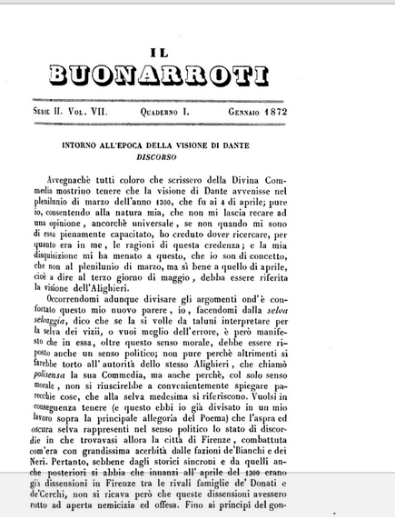 IL
BUONARROTI
SERIE II. VOL. VII. QUADERNO I. GENNAIO 1872
INTORNO ALL'EPOCA DELLA VISIONE DI DANTE
DISCORSO
Avvegnachè tutti coloro che scrissero della Divina Com-
media mostrino tenere che la visione di Dante avvenisse nel
plenilunio di marzo dell'anno 1300, che fu ai 4 di aprile; pure
io, consentendo alla natura mia, che non mi lascia recare ad
una opinione, ancorchè universale, se non quando mi sono
di essa pienamente capacitato, ho creduto dover ricercare, per
quanto era in me, le ragioni di questa credenza; e la mia
disquisizione mi ha menato a questo, che io son di concetto,
che non al plenilunio di marzo, ma sì bene a quello di aprile,
cioè a dire al terzo giorno di maggio, debba essere riferita
la visione dell'Alighieri.
Occorrendomi adunque divisare gli argomenti ond'è con-
fortato questo mio nuovo parere, io, facendomi dalla selva
selvaggia, dico che se la si volle da taluni interpretare per
la selva dei vizii, o vuoi meglio dell'errore, è però manife-
sto che in essa, oltre questo senso morale, debbe essere ri-
posto anche un senso politico; non pure perchè altrimenti si
farebbe torto all'autorità dello stesso Alighieri, che chiamò
polisensa la sua Commedia, ma anche perchè, col solo senso
morale, non si riuscirebbe a convenientemente spiegare pa-
recchie cose, che alla selva medesima si riferiscono. Vuolsi in
conseguenza tenere (e questo ebbi io già divisato in un mio
lavoro sopra la principale allegoria del Poema) che l'aspra ed
oscura selva rappresenti nel senso politico lo stato di discor-
die in che trovavasi allora la città di Firenze, combattuta
com'era con grandissima acerbità dalle fazioni de'Bianchi e dei
Neri. Pertanto, sebbene dagli storici sincroni e da quelli an-
che posteriori si abbia che innanzi all'aprile del 1300 erano
già dissensioni in Firenze tra le rivali famiglie de' Donati e
de'Cerchi, non si ricava però che queste dissensioni avessero
rotto ad aperta nemicizia ed offesa. Fino ai principî del gon-